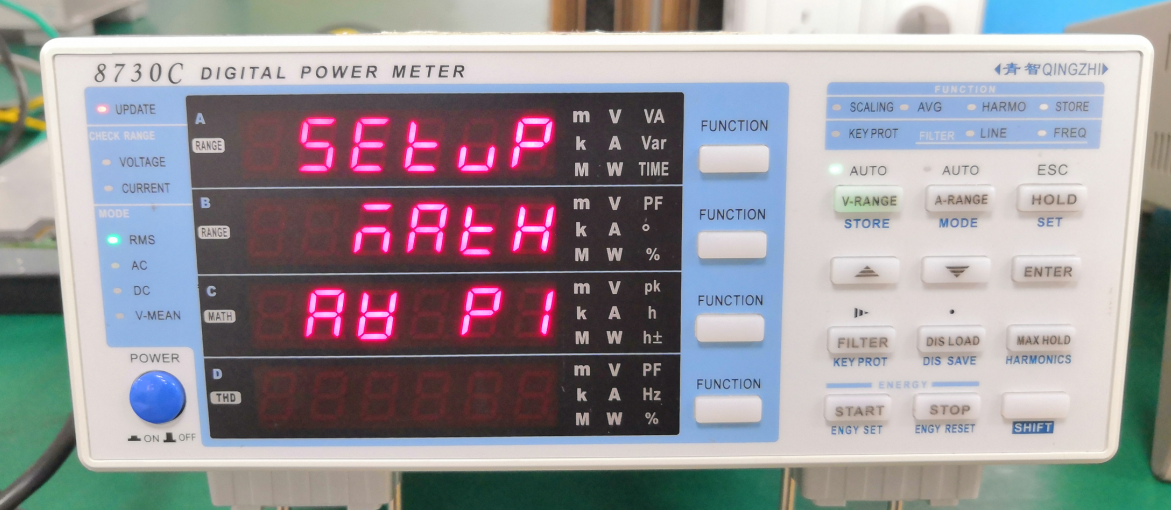 8730C DIGITAL POWER METER
青智QINGZHI
UPDATE
CHECK RANGE
VOLTAGE
CURRENT
MODE
RMS
AC
DC
V-MEAN
POWER
ON OFF
A
RANGE
SEtuP
m V VA
k A Var
M W TIME
B
RANGE
MAtH
m V PF
k A °
M W %
C
MATH
AV P1
m V pk
k A h
M W h±
D
THD
m V PF
k A Hz
M W %
FUNCTION
FUNCTION
FUNCTION
FUNCTION
FUNCTION
SCALING AVG HARMO STORE
KEY PROT FILTER LINE FREQ
AUTO AUTO ESC
V-RANGE A-RANGE HOLD
STORE MODE SET
ENTER
FILTER DIS LOAD MAX HOLD
KEY PROT DIS SAVE HARMONICS
ENERGY
START STOP
ENGY SET ENGY RESET SHIFT